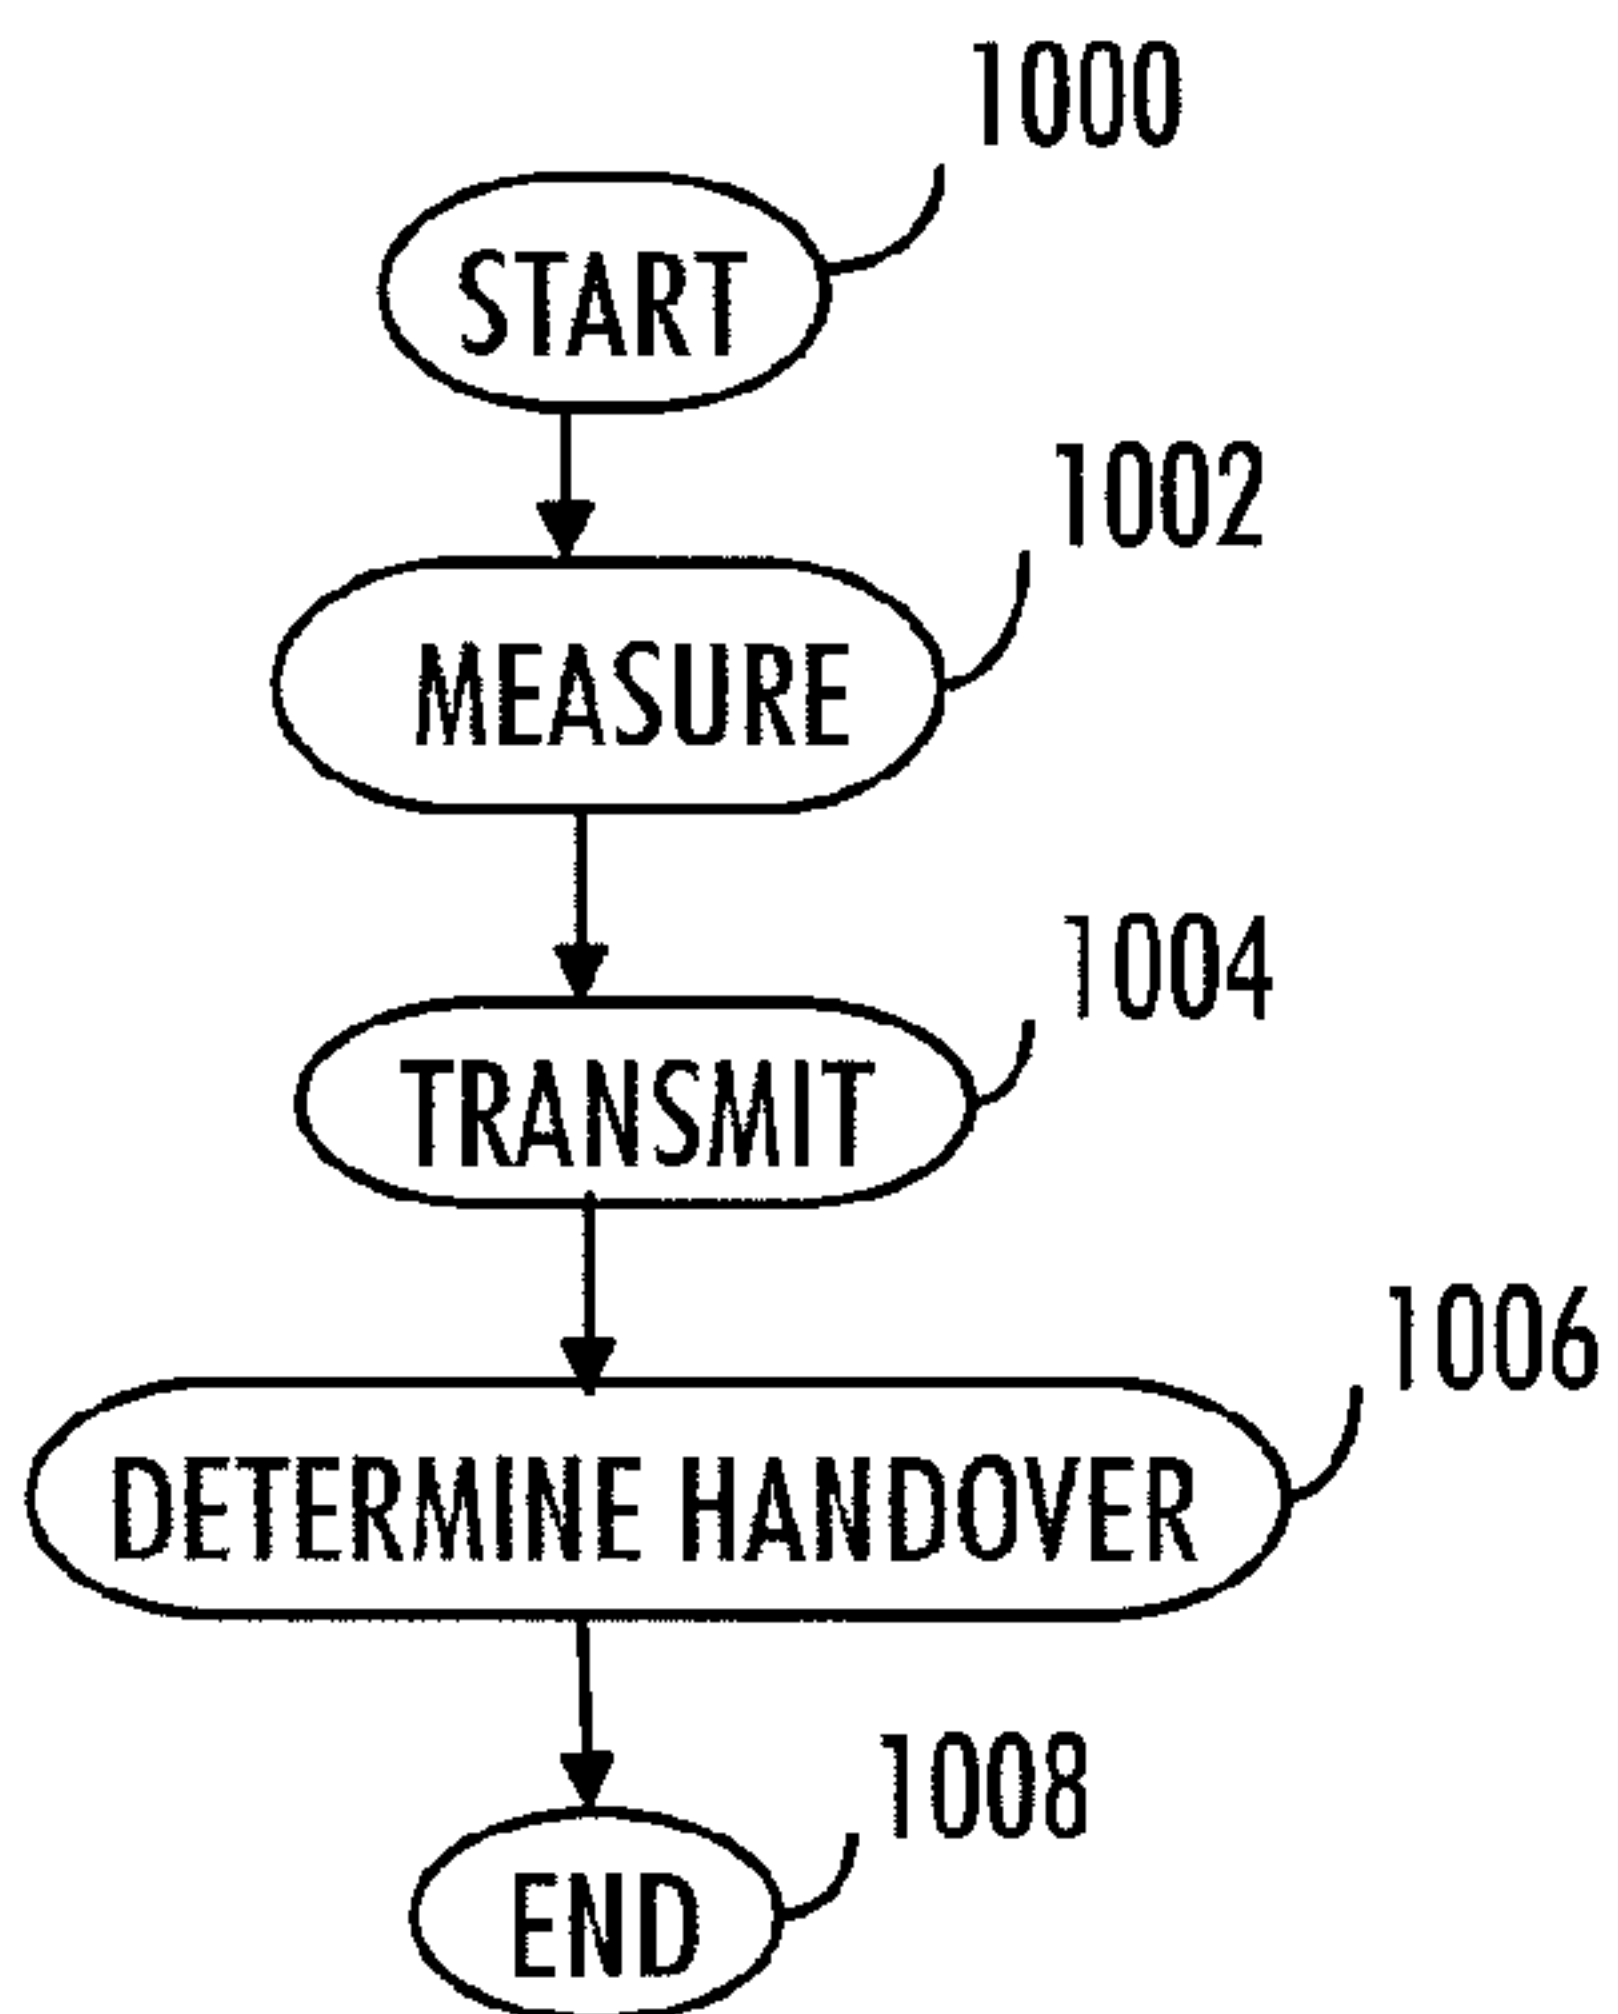 1000
START
1002
MEASURE
1004
TRANSMIT
1006
DETERMINE HANDOVER
1008
END